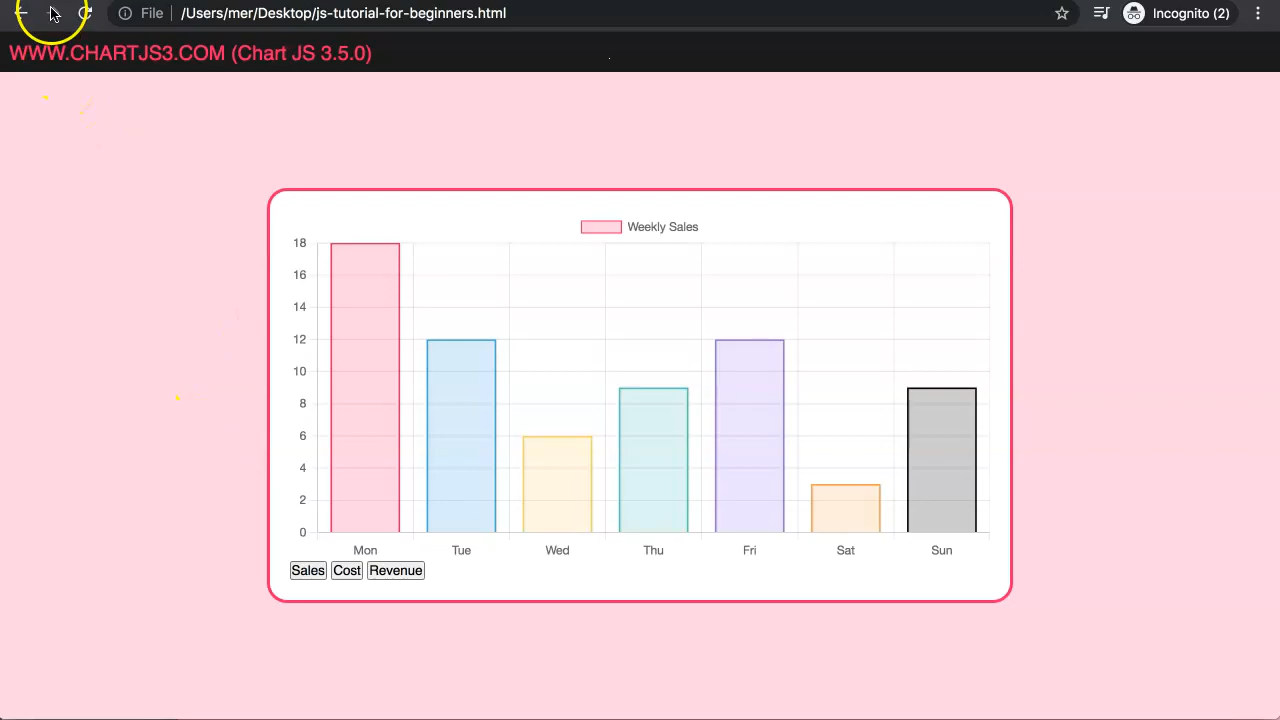 File /Users/mer/Desktop/js-tutorial-for-beginners.html Incognito (2)
WWW.CHARTJS3.COM (Chart JS 3.5.0)
Weekly Sales
18
16
14
12
10
8
6
4
2
0
Mon Tue Wed Thu Fri Sat Sun
Sales Cost Revenue